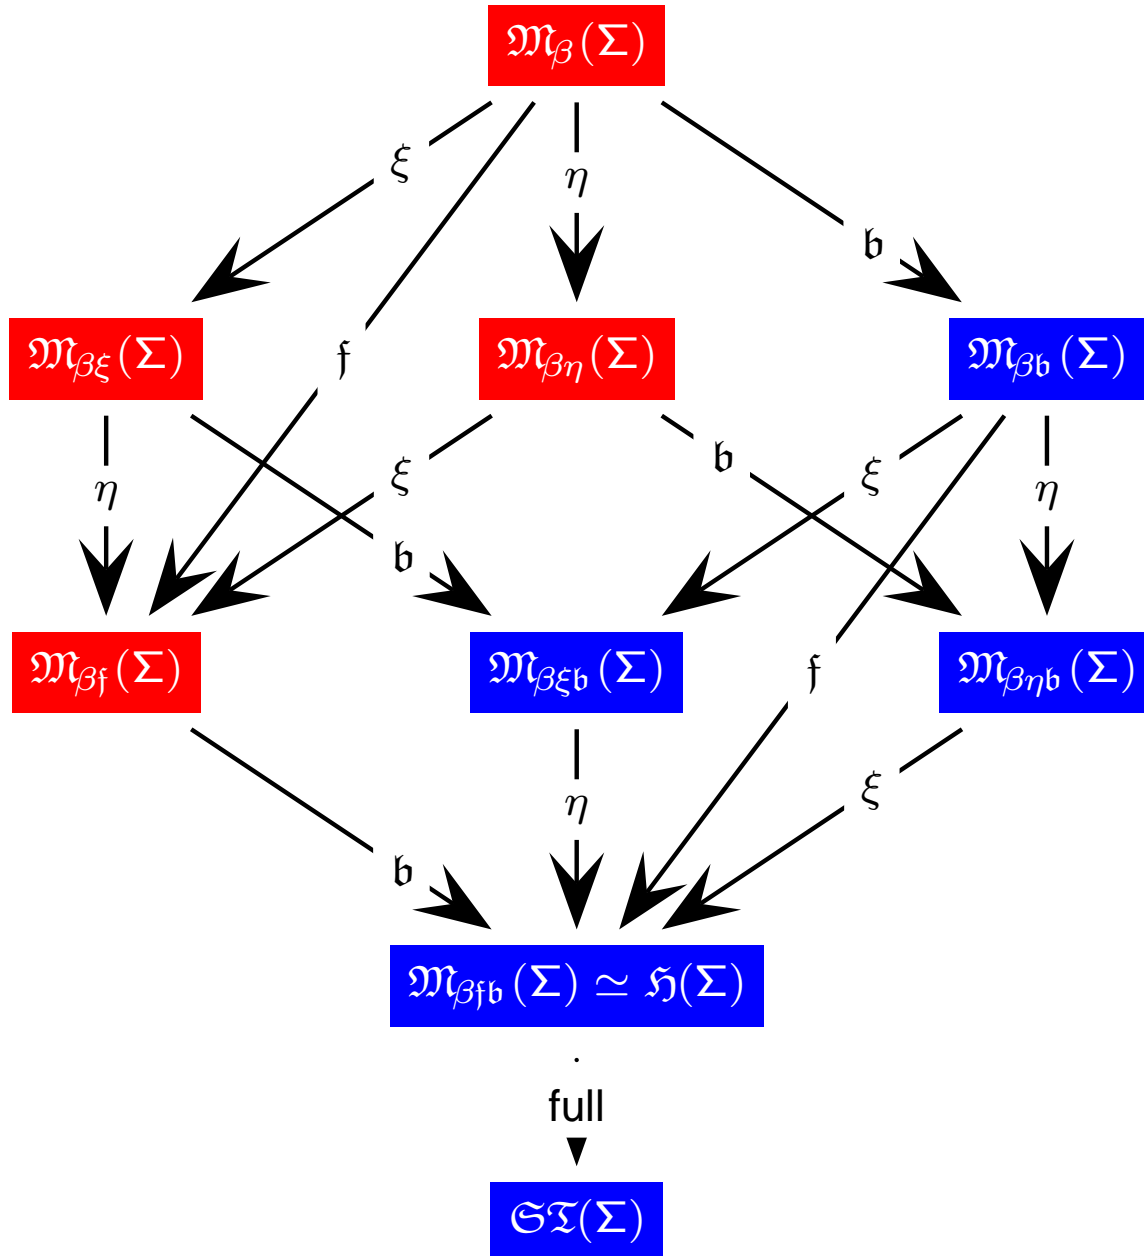 𝔐β(Σ)
ξ
η
𝔟
𝔐βξ(Σ)
𝔣
𝔐βη(Σ)
𝔐β𝔟(Σ)
η
ξ
𝔟
ξ
η
𝔟
𝔐β𝔣(Σ)
𝔐βξ𝔟(Σ)
𝔣
𝔐βη𝔟(Σ)
𝔟
η
ξ
𝔐β𝔣𝔟(Σ) ≃ ℌ(Σ)
full
𝔖𝔗(Σ)